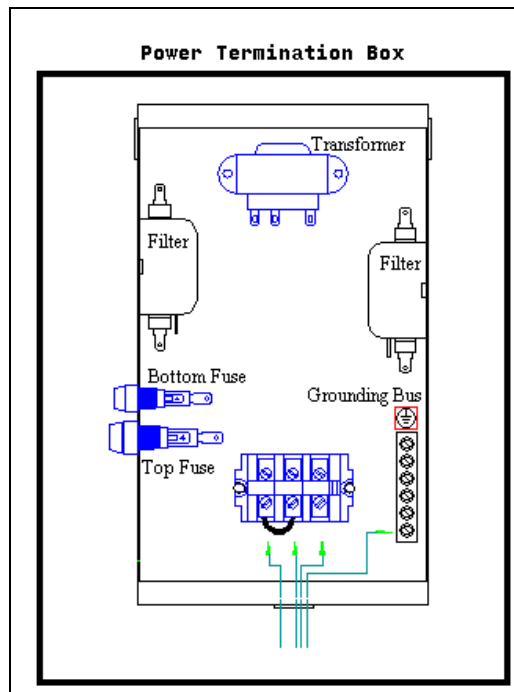 Power Termination Box
Transformer
Filter
Filter
Bottom Fuse
Grounding Bus
Top Fuse